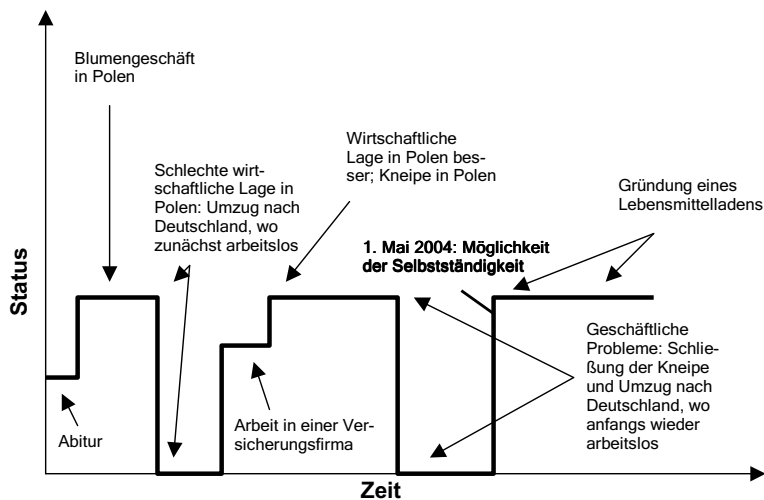 Blumengeschäft
in Polen
Wirtschaftliche
Lage in Polen bes-
ser; Kneipe in Polen
Schlechte wirt-
schaftliche Lage in
Polen: Umzug nach
Deutschland, wo
zunächst arbeitslos
Gründung eines
Lebensmittelladens
1. Mai 2004: Möglichkeit
der Selbstständigkeit
Status
Geschäftliche
Probleme: Schlie-
ßung der Kneipe
und Umzug nach
Deutschland, wo
anfangs wieder
arbeitslos
Abitur
Arbeit in einer Ver-
sicherungsfirma
Zeit